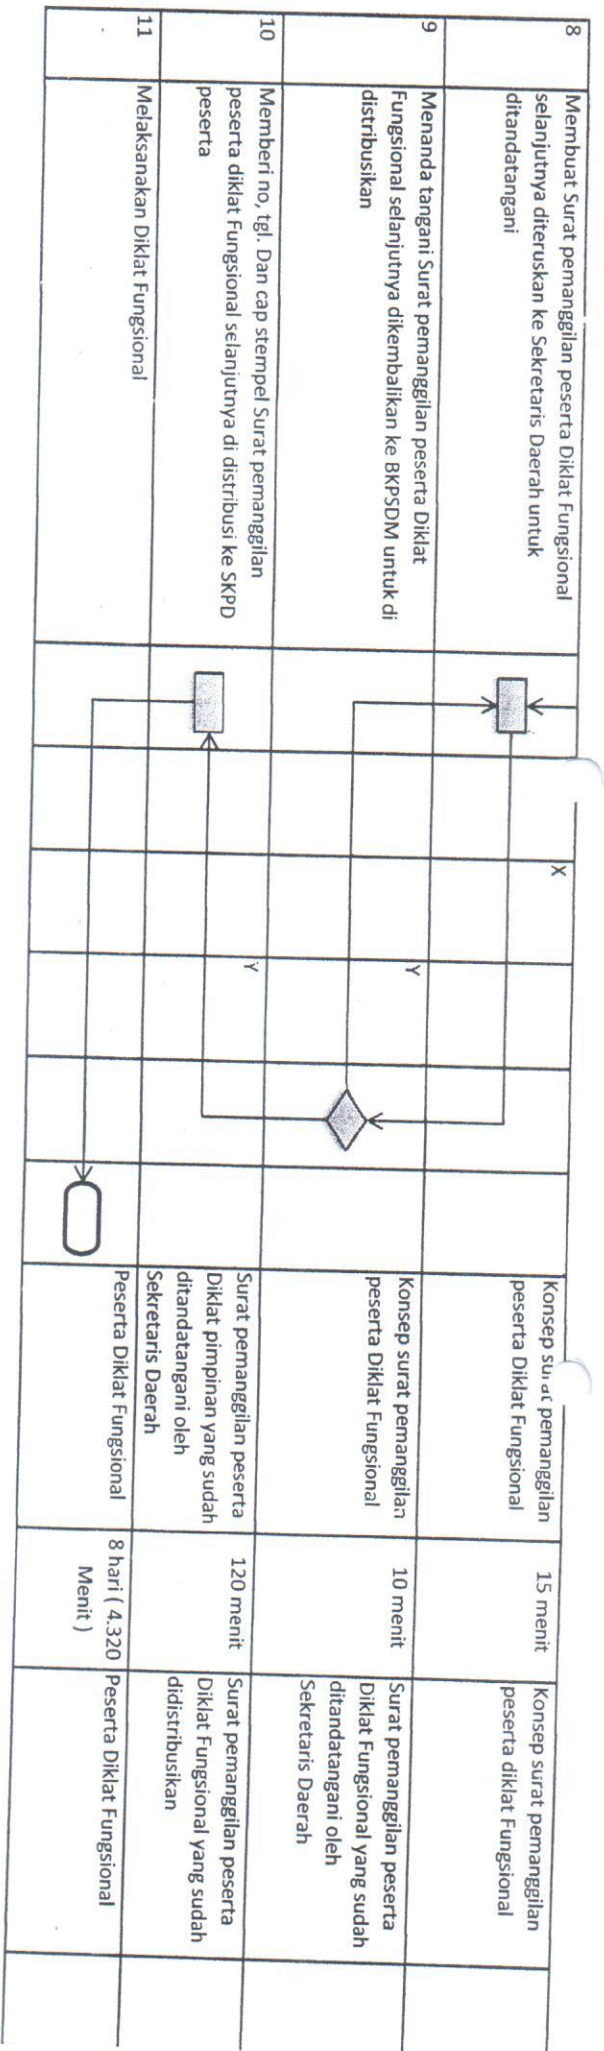 8
Membuat Surat pemanggilan peserta Diklat Fungsional
selanjutnya diteruskan ke Sekretaris Daerah untuk
ditandatangani
X
Konsep surat pemanggilan
peserta Diklat Fungsional
15 menit
Konsep surat pemanggilan
peserta diklat Fungsional
9
Menanda tangani Surat pemanggilan peserta Diklat
Fungsional selanjutnya dikembalikan ke BKPSDM untuk di
distribusikan
Y
Konsep surat pemanggilan
peserta Diklat Fungsional
10 menit
Surat pemanggilan peserta
Diklat Fungsional yang sudah
ditandatangani oleh
Sekretaris Daerah
10
Memberi no, tgl. Dan cap stempel Surat pemanggilan
peserta diklat Fungsional selanjutnya di distribusi ke SKPD
peserta
Y
Surat pemanggilan peserta
Diklat pimpinan yang sudah
ditandatangani oleh
Sekretaris Daerah
120 menit
Surat pemanggilan peserta
Diklat Fungsional yang sudah
didistribusikan
11
Melaksanakan Diklat Fungsional
Peserta Diklat Fungsional
8 hari ( 4.320
Menit )
Peserta Diklat Fungsional